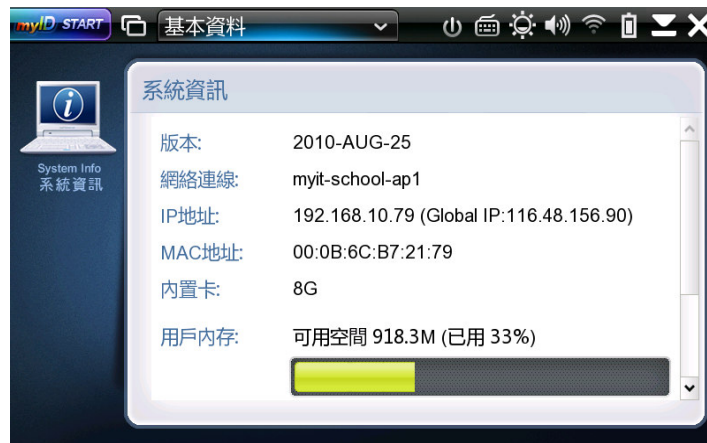 myID START 基本資料
系統資訊
System Info
系統資訊
版本: 2010-AUG-25
網絡連線: myit-school-ap1
IP地址: 192.168.10.79 (Global IP:116.48.156.90)
MAC地址: 00:0B:6C:B7:21:79
內置卡: 8G
用戶內存: 可用空間 918.3M (已用 33%)